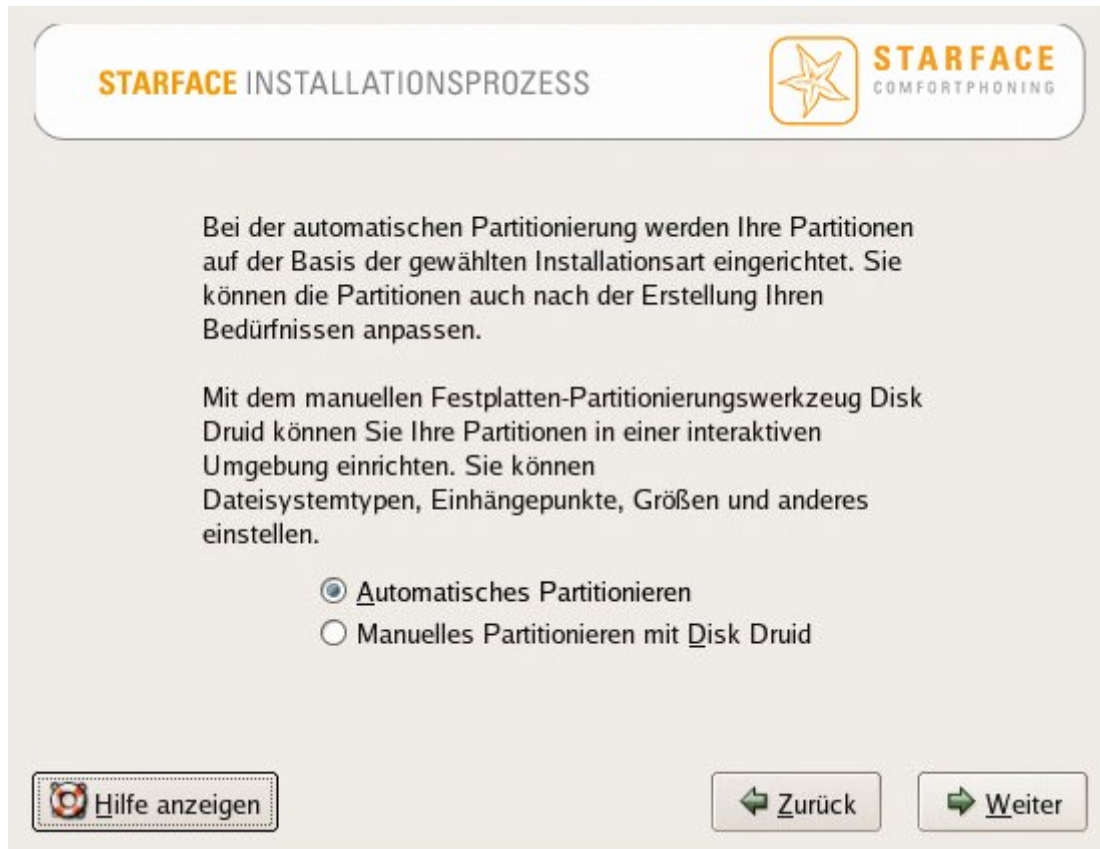 STARFACE INSTALLATIONSPROZESS
STARFACE
COMFORTPHONING
Bei der automatischen Partitionierung werden Ihre Partitionen
auf der Basis der gewählten Installationsart eingerichtet. Sie
können die Partitionen auch nach der Erstellung Ihren
Bedürfnissen anpassen.
Mit dem manuellen Festplatten-Partitionierungswerkzeug Disk
Druid können Sie Ihre Partitionen in einer interaktiven
Umgebung einrichten. Sie können
Dateisystemtypen, Einhängepunkte, Größen und anderes
einstellen.
Automatisches Partitionieren
Manuelles Partitionieren mit Disk Druid
Hilfe anzeigen
Zurück
Weiter